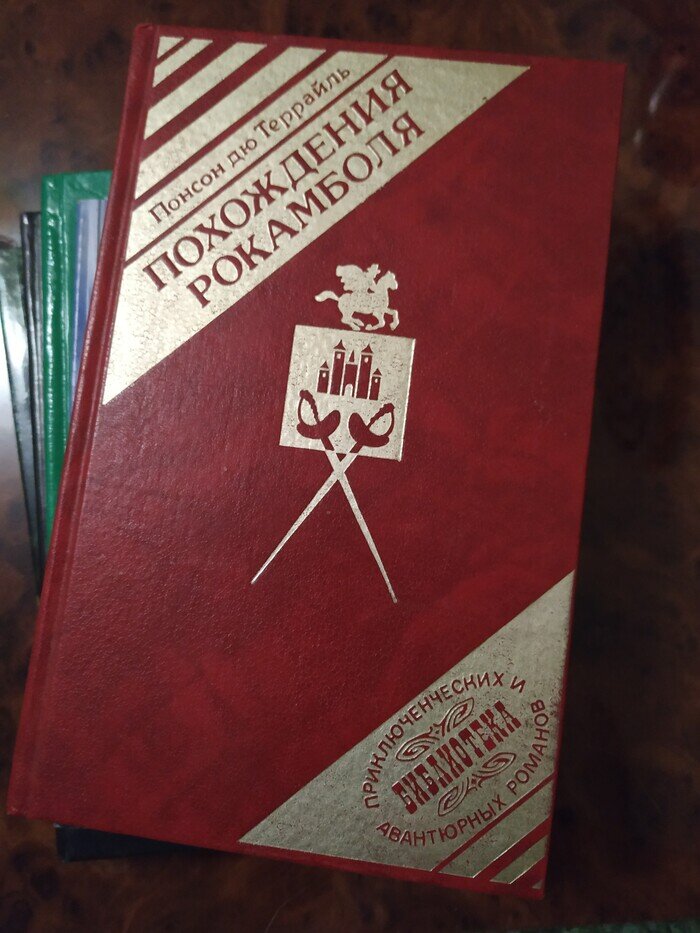 Понсон дю Террайль
ПОХОЖДЕНИЯ
РОКАМБОЛЯ
БИБЛИОТЕКА
ПРИКЛЮЧЕНЧЕСКИХ И
АВАНТЮРНЫХ РОМАНОВ